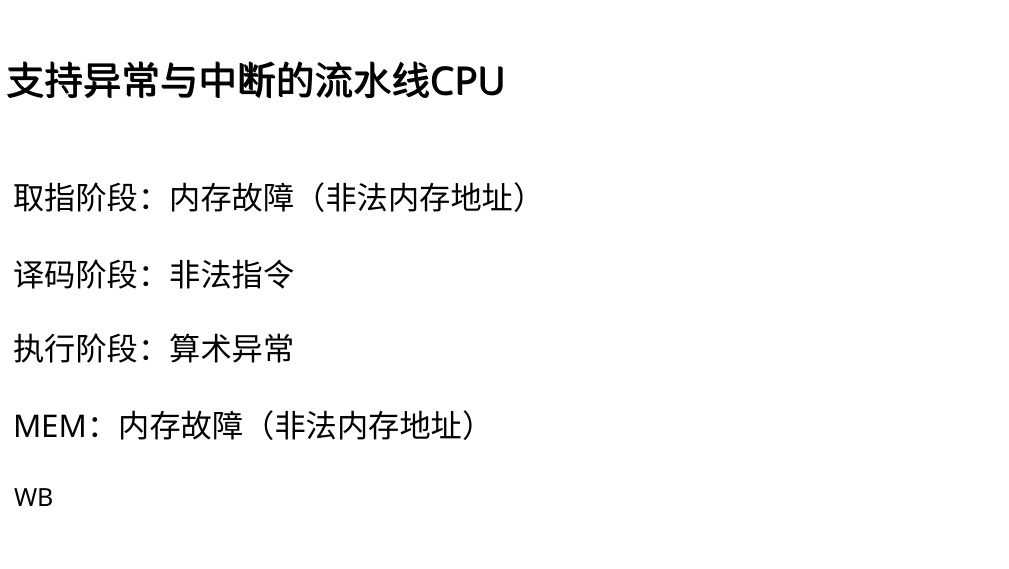 支持异常与中断的流水线CPU
取指阶段：内存故障（非法内存地址）
译码阶段：非法指令
执行阶段：算术异常
MEM：内存故障（非法内存地址）
WB